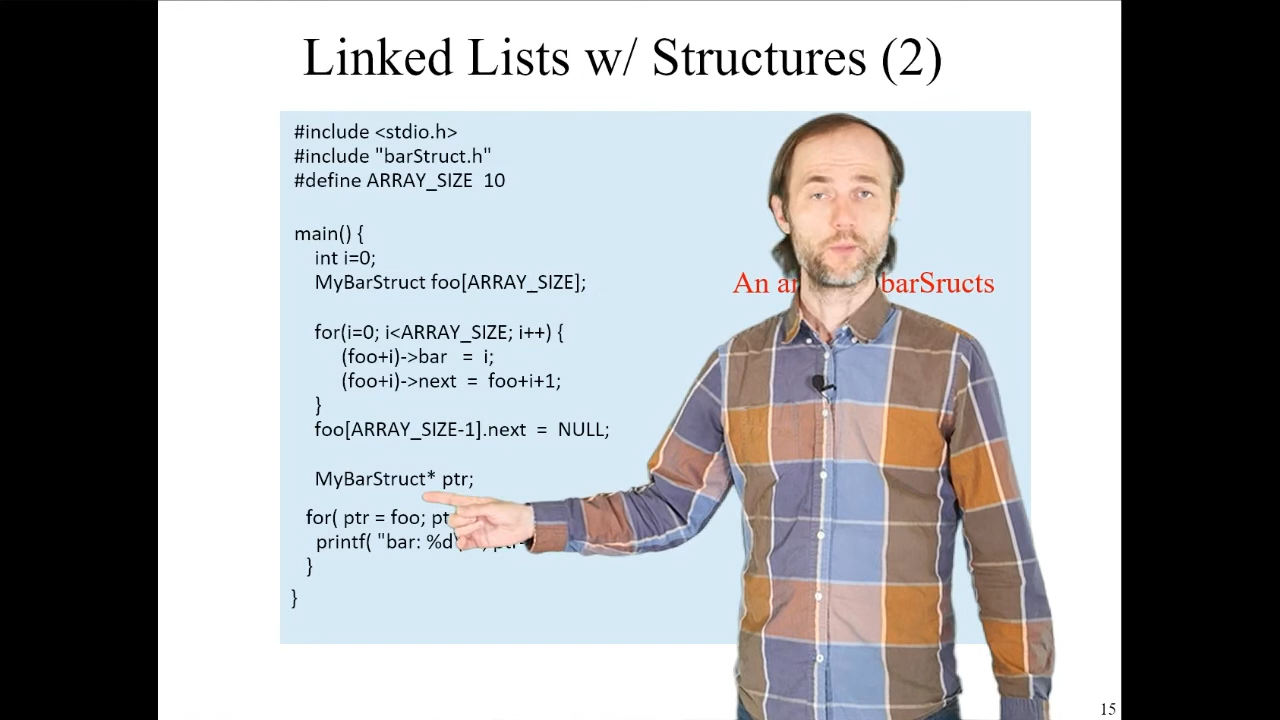 Linked Lists w/ Structures (2)
#include <stdio.h>
#include "barStruct.h"
#define ARRAY_SIZE 10
main() {
int i=0;
MyBarStruct foo[ARRAY_SIZE];
An barSructs
for(i=0; i<ARRAY_SIZE; i++) {
(foo+i)->bar = i;
(foo+i)->next = foo+i+1;
}
foo[ARRAY_SIZE-1].next = NULL;
MyBarStruct* ptr;
for( ptr = foo;
printf( "bar: %d
}
}
15